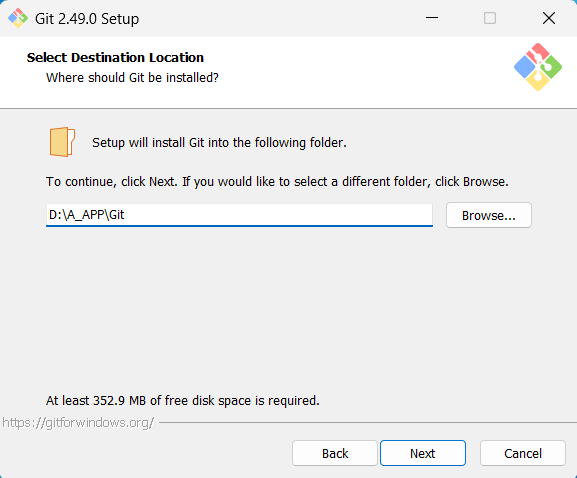 Git 2.49.0 Setup
Select Destination Location
Where should Git be installed?
Setup will install Git into the following folder.
To continue, click Next. If you would like to select a different folder, click Browse.
D:\A_APP\Git
Browse...
At least 352.9 MB of free disk space is required.
https://gitforwindows.org/
Back
Next
Cancel